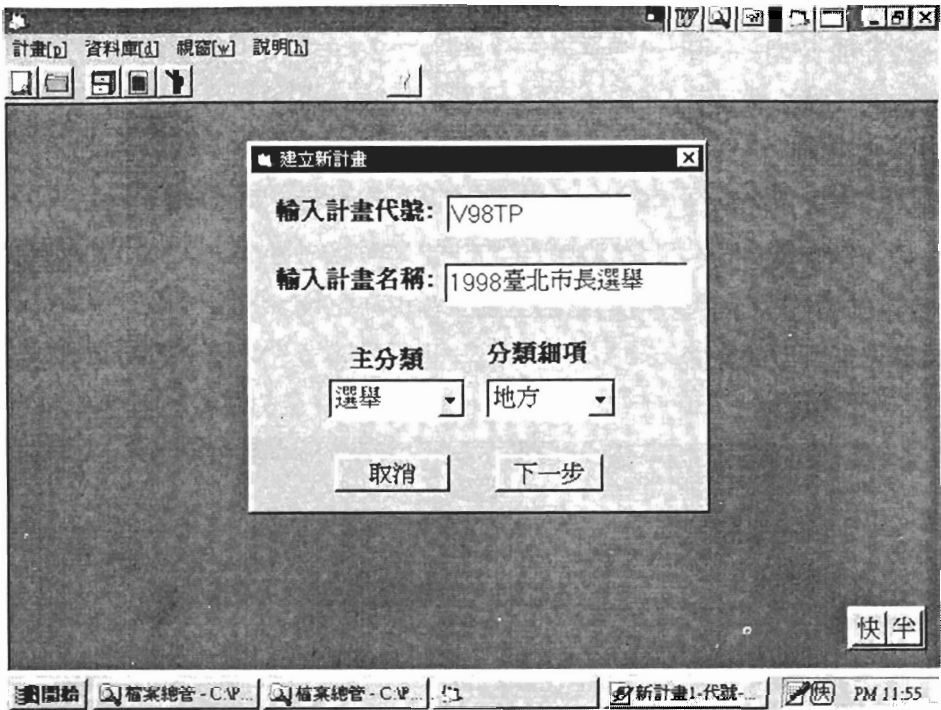 計畫[p] 資料庫[d] 視窗[w] 說明[h]
建立新計畫
輸入計畫代號: V98TP
輸入計畫名稱: 1998臺北市長選舉
主分類 分類細項
選舉 地方
取消 下一步
快 半
開始 檔案總管 - C:\P... 檔案總管 - C:\P... 新計畫1-代號-... 快 PM 11:55